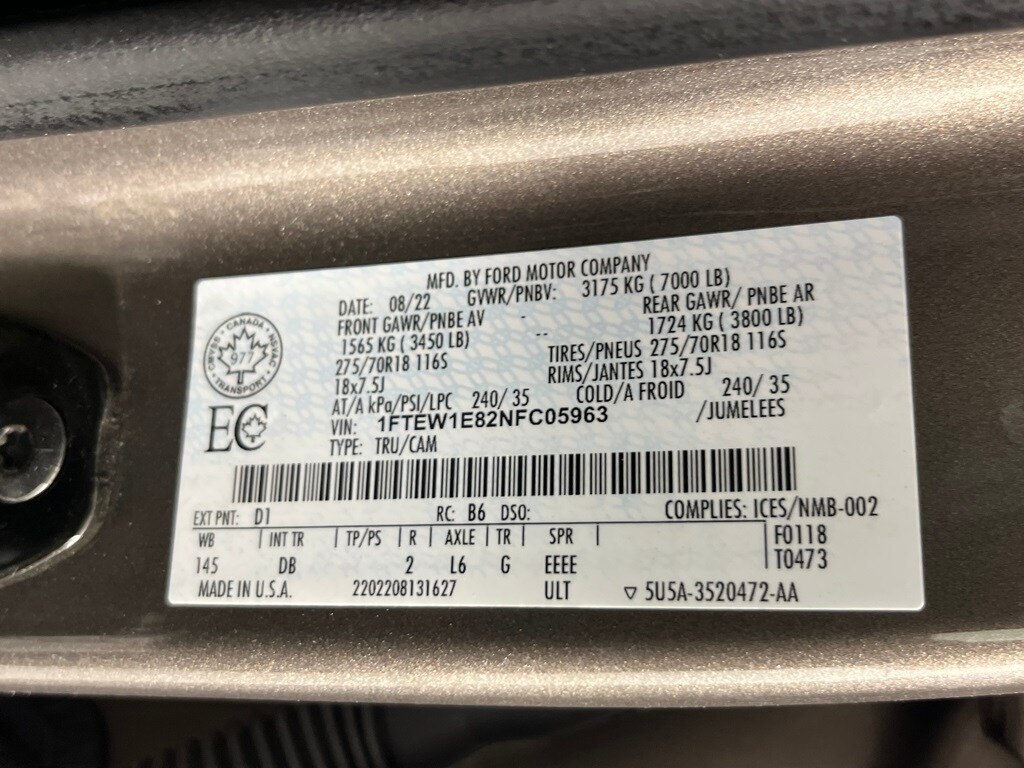 MFD. BY FORD MOTOR COMPANY
DATE: 08/22 GVWR/PNBV: 3175 KG ( 7000 LB)
FRONT GAWR/PNBE AV REAR GAWR/ PNBE AR
1565 KG ( 3450 LB) 1724 KG ( 3800 LB)
275/70R18 116S TIRES/PNEUS 275/70R18 116S
18x7.5J RIMS/JANTES 18x7.5J
AT/A kPa/PSI/LPC 240/ 35 COLD/A FROID 240/ 35
VIN: 1FTEW1E82NFC05963 /JUMELEES
TYPE: TRU/CAM
CANADA
CMVSS NSVAC
977
TRANSPORT
EC
EXT PNT: D1 RC: B6 DSO: COMPLIES: ICES/NMB-002
WB | INT TR | TP/PS | R | AXLE | TR | SPR | F0118
145 DB 2 L6 G EEEE T0473
MADE IN U.S.A. 2202208131627 ULT ▽ 5U5A-3520472-AA